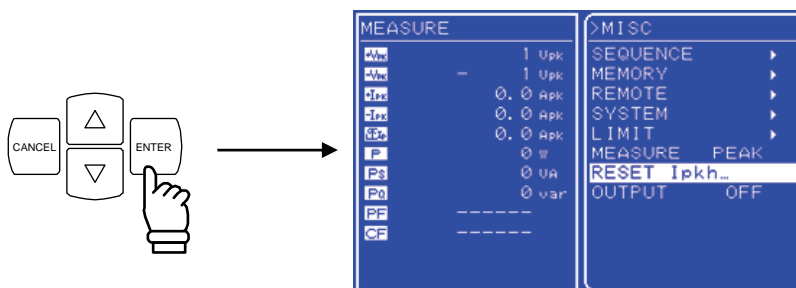 CANCEL
ENTER
MEASURE
+VPK 1 Vpk
-VPK - 1 Vpk
+IPK 0.0 Apk
-IPK 0.0 Apk
0.0 Apk
P 0 W
PS 0 VA
PQ 0 var
PF ------
CF ------
>MISC
SEQUENCE
MEMORY
REMOTE
SYSTEM
LIMIT
MEASURE PEAK
RESET Ipkh…
OUTPUT OFF